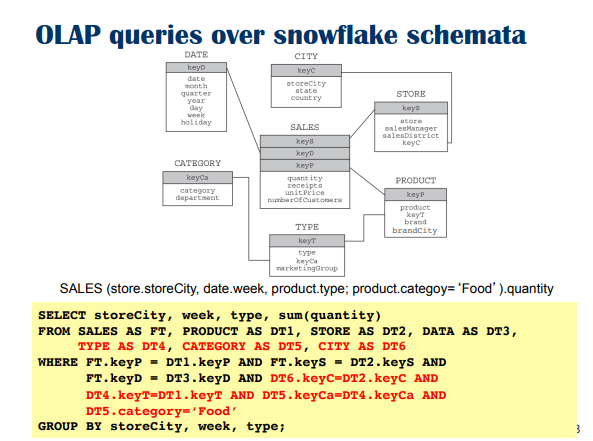 OLAP queries over snowflake schemata
DATE
keyD
date
month
quarter
year
day
week
holiday
CITY
keyC
storeCity
state
country
STORE
keyS
store
salesManager
salesDistrict
keyC
SALES
keyS
keyD
keyP
quantity
receipts
unitPrice
numberOfCustomers
CATEGORY
keyCa
category
department
PRODUCT
keyP
product
keyT
brand
brandCity
TYPE
keyT
type
keyCa
marketingGroup
SALES (store.storeCity, date.week, product.type; product.categoy=‘Food’).quantity
SELECT storeCity, week, type, sum(quantity)
FROM SALES AS FT, PRODUCT AS DT1, STORE AS DT2, DATA AS DT3,
TYPE AS DT4, CATEGORY AS DT5, CITY AS DT6
WHERE FT.keyP = DT1.keyP AND FT.keyS = DT2.keyS AND
FT.keyD = DT3.keyD AND DT6.keyC=DT2.keyC AND
DT4.keyT=DT1.keyT AND DT5.keyCa=DT4.keyCa AND
DT5.category=‘Food’
GROUP BY storeCity, week, type;